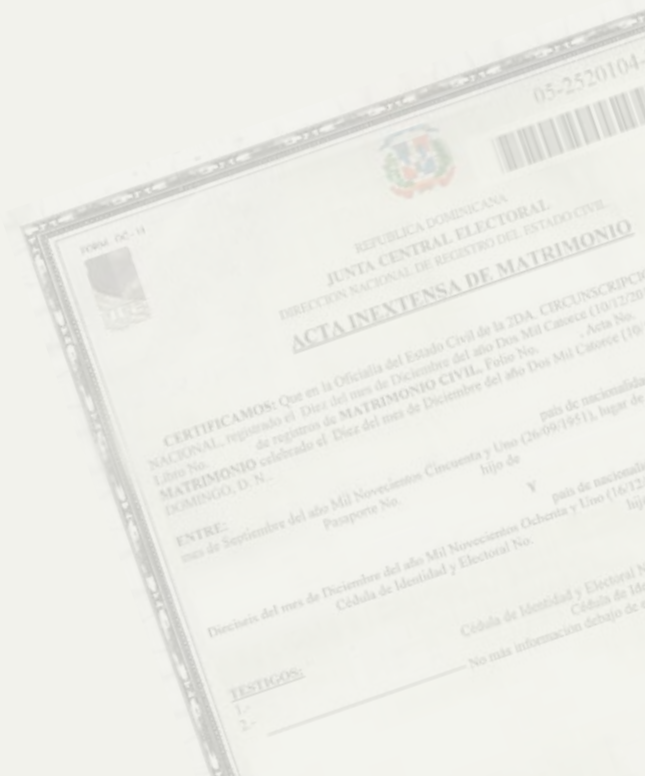 05-2520104-
FORM. OC-14
REPUBLICA DOMINICANA
JUNTA CENTRAL ELECTORAL
DIRECCION NACIONAL DE REGISTRO DEL ESTADO CIVIL
ACTA INEXTENSA DE MATRIMONIO
CERTIFICAMOS: Que en la Oficialia del Estado Civil de la 2DA. CIRCUNSCRIPCIO
NACIONAL, registrado el Diez del mes de Diciembre del año Dos Mil Catorce (10/12/20
Libro No. de registros de MATRIMONIO CIVIL, Folio No. , Acta No.
MATRIMONIO celebrado el Diez del mes de Diciembre del año Dos Mil Catorce (10
DOMINGO, D. N..
ENTRE: país de nacionalida
mes de Septiembre del año Mil Novecientos Cincuenta y Uno (26/09/1951), lugar de
Pasaporte No. hijo de
Y
país de nacionali
Dieciseis del mes de Diciembre del año Mil Novecientos Ochenta y Uno (16/12/
Cédula de Identidad y Electoral No. hij
Cédula de Identidad y Electoral N
TESTIGOS: Cédula de Ide
1.-
2.- No más información debajo de